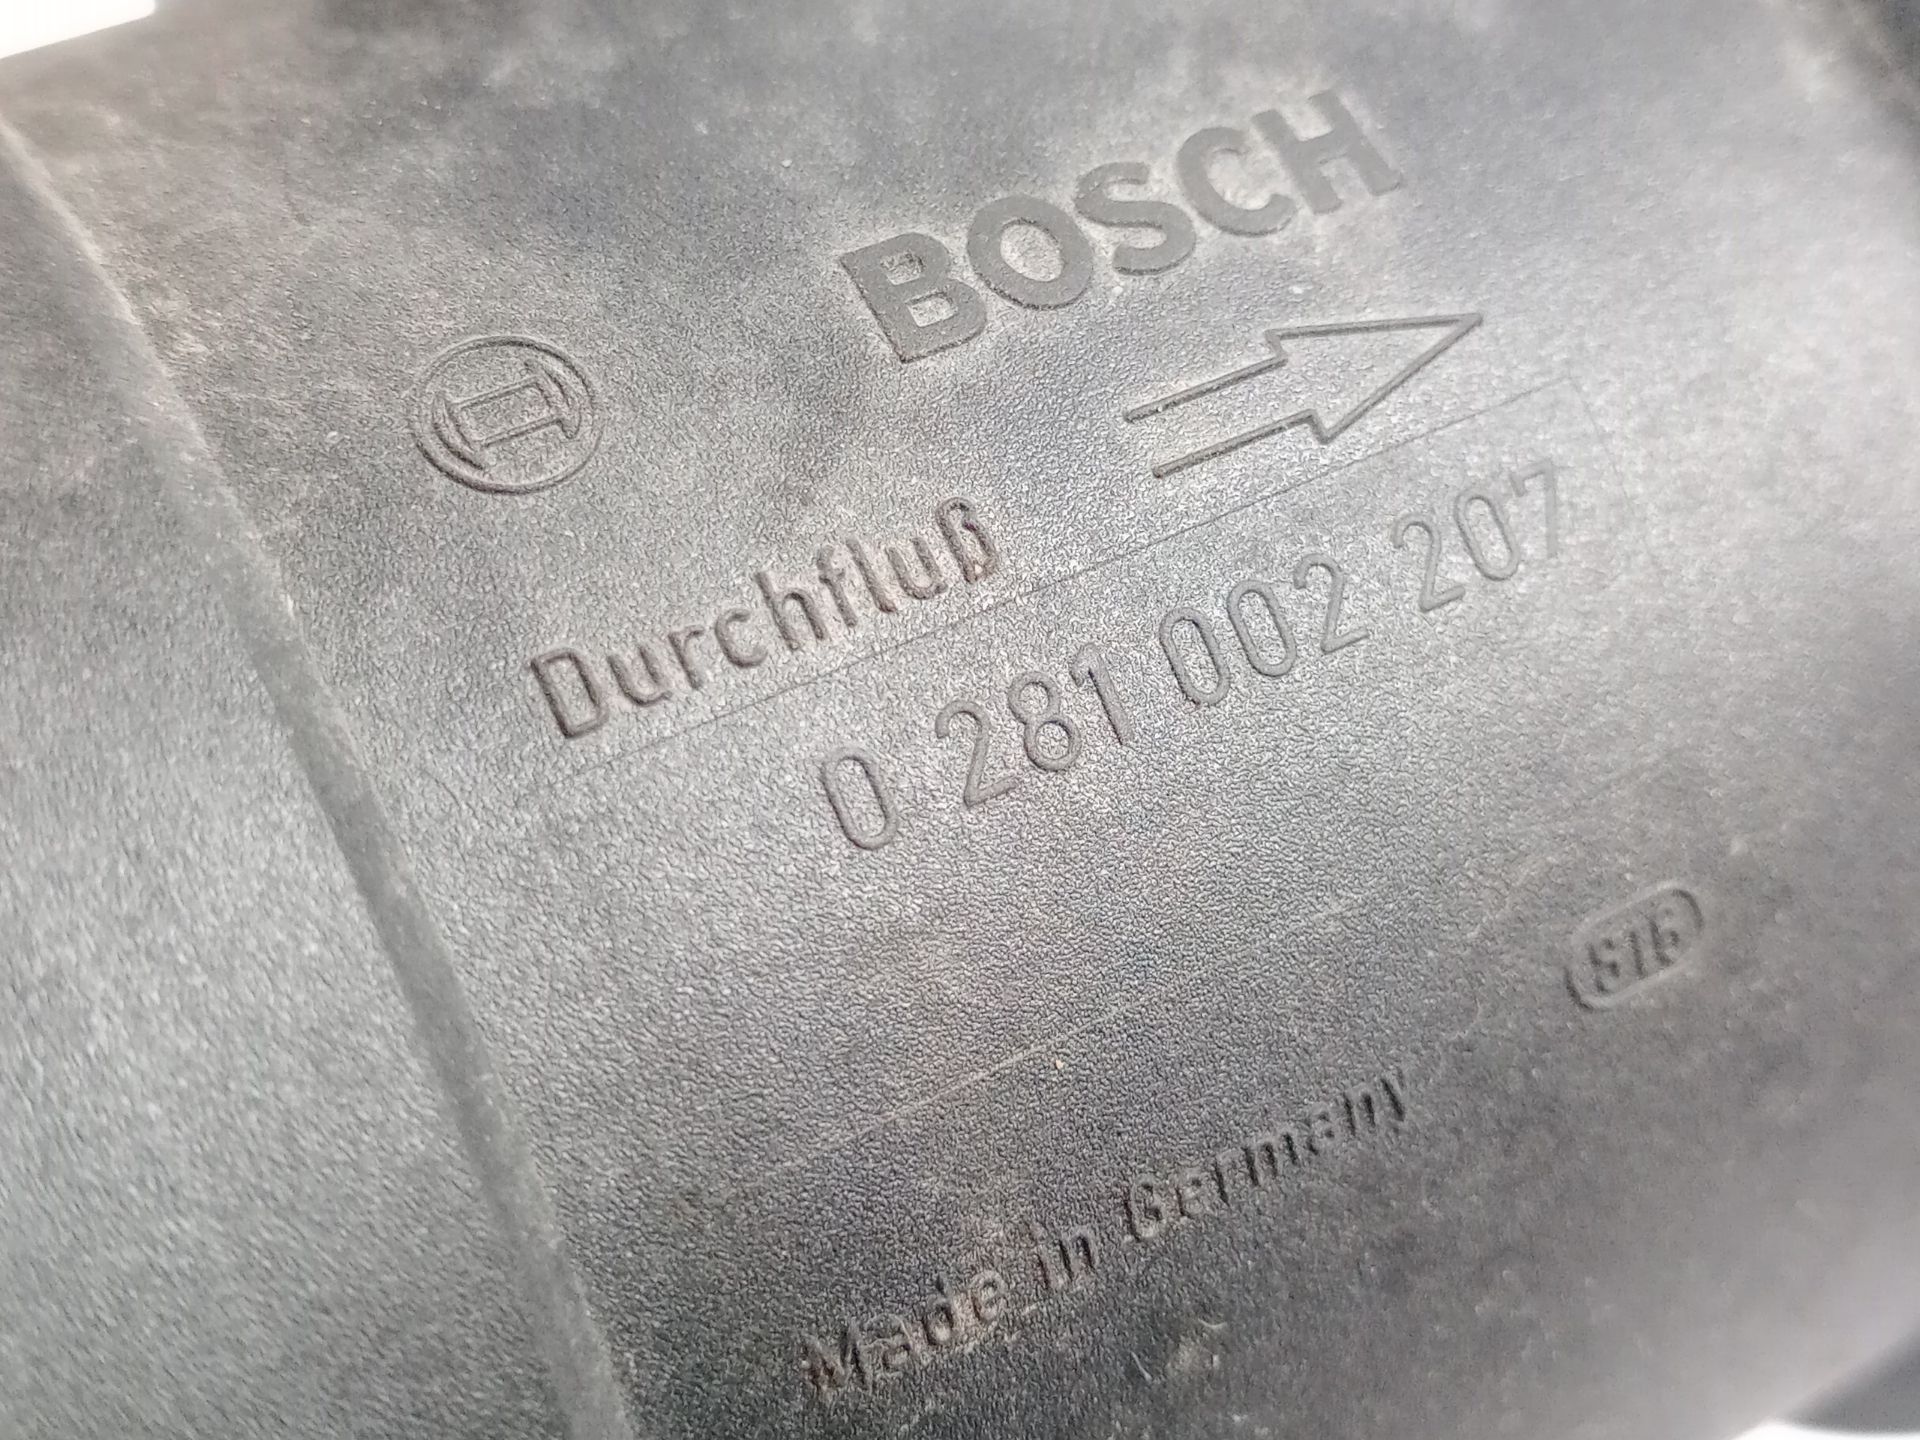 BOSCH
Durchfluß
0 281 002 207
Made in Germany